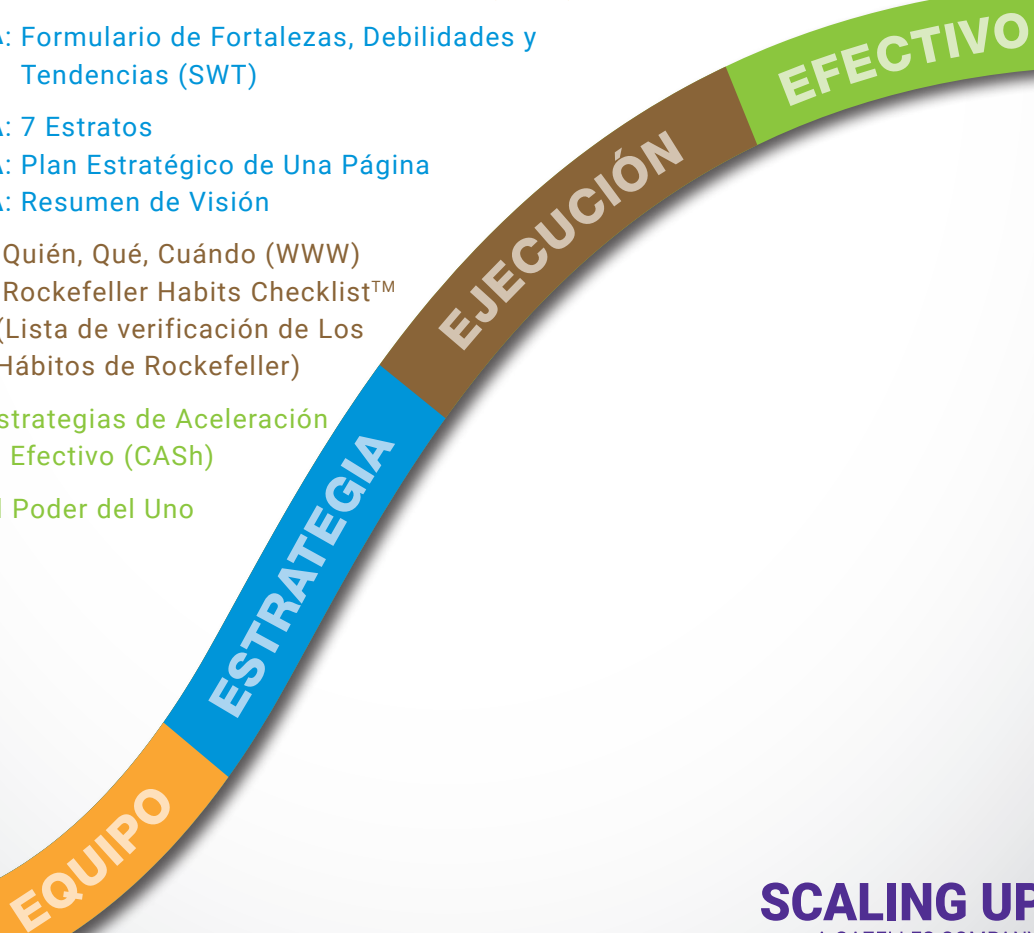 A: Formulario de Fortalezas, Debilidades y
Tendencias (SWT)
A: 7 Estratos
A: Plan Estratégico de Una Página
A: Resumen de Visión
Quién, Qué, Cuándo (WWW)
Rockefeller Habits Checklist™
(Lista de verificación de Los
Hábitos de Rockefeller)
strategias de Aceleración
Efectivo (CASh)
Poder del Uno
EFECTIVO
EJECUCIÓN
ESTRATEGIA
EQUIPO
SCALING UP